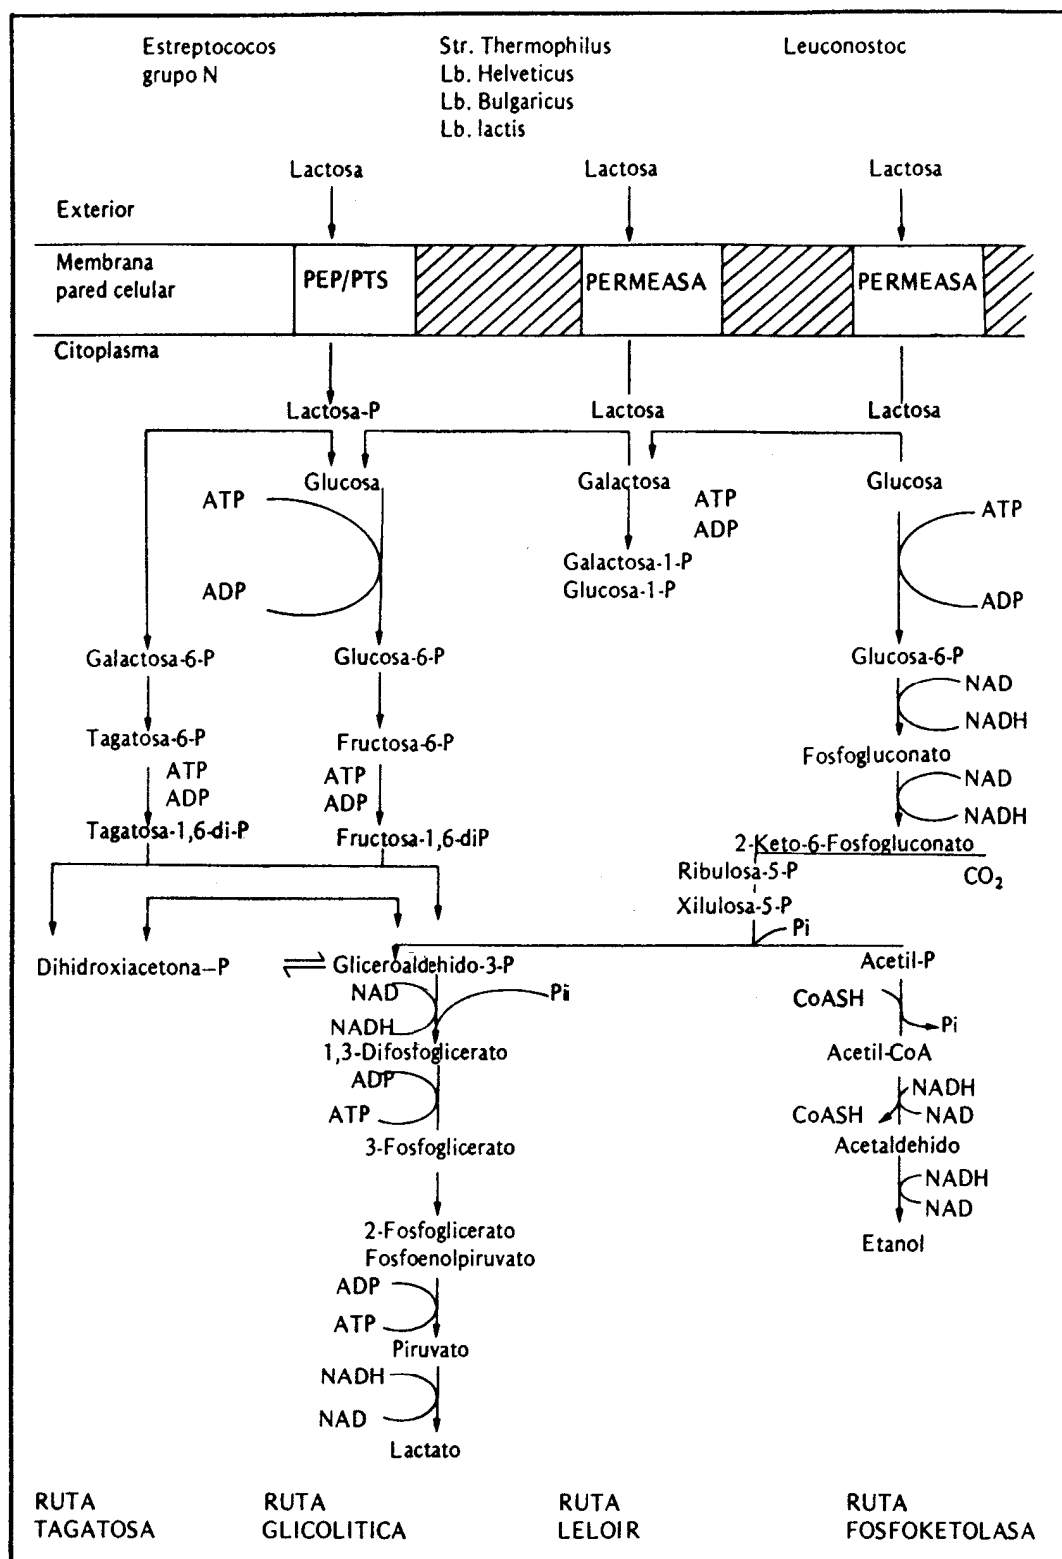 Estreptococos
grupo N
Str. Thermophilus
Lb. Helveticus
Lb. Bulgaricus
Lb. lactis
Leuconostoc
Lactosa
Lactosa
Lactosa
Exterior
Membrana
pared celular
PEP/PTS
PERMEASA
PERMEASA
Citoplasma
Lactosa-P
Lactosa
Lactosa
Glucosa
Galactosa
Glucosa
ATP
ADP
ATP
ADP
Galactosa-1-P
Glucosa-1-P
ATP
ADP
Galactosa-6-P
Glucosa-6-P
Glucosa-6-P
NAD
NADH
Tagatosa-6-P
Fructosa-6-P
Fosfogluconato
ATP
ADP
ATP
ADP
NAD
NADH
Tagatosa-1,6-di-P
Fructosa-1,6-diP
2-Keto-6-Fosfogluconato
Ribulosa-5-P
CO2
Xilulosa-5-P
Pi
Dihidroxiacetona-P
Gliceroaldehido-3-P
Acetil-P
NAD
Pi
NADH
CoASH
Pi
1,3-Difosfoglicerato
Acetil-CoA
ADP
ATP
NADH
CoASH
NAD
3-Fosfoglicerato
Acetaldehido
NADH
NAD
2-Fosfoglicerato
Fosfoenolpiruvato
Etanol
ADP
ATP
Piruvato
NADH
NAD
Lactato
RUTA
TAGATOSA
RUTA
GLICOLITICA
RUTA
LELOIR
RUTA
FOSFOKETOLASA